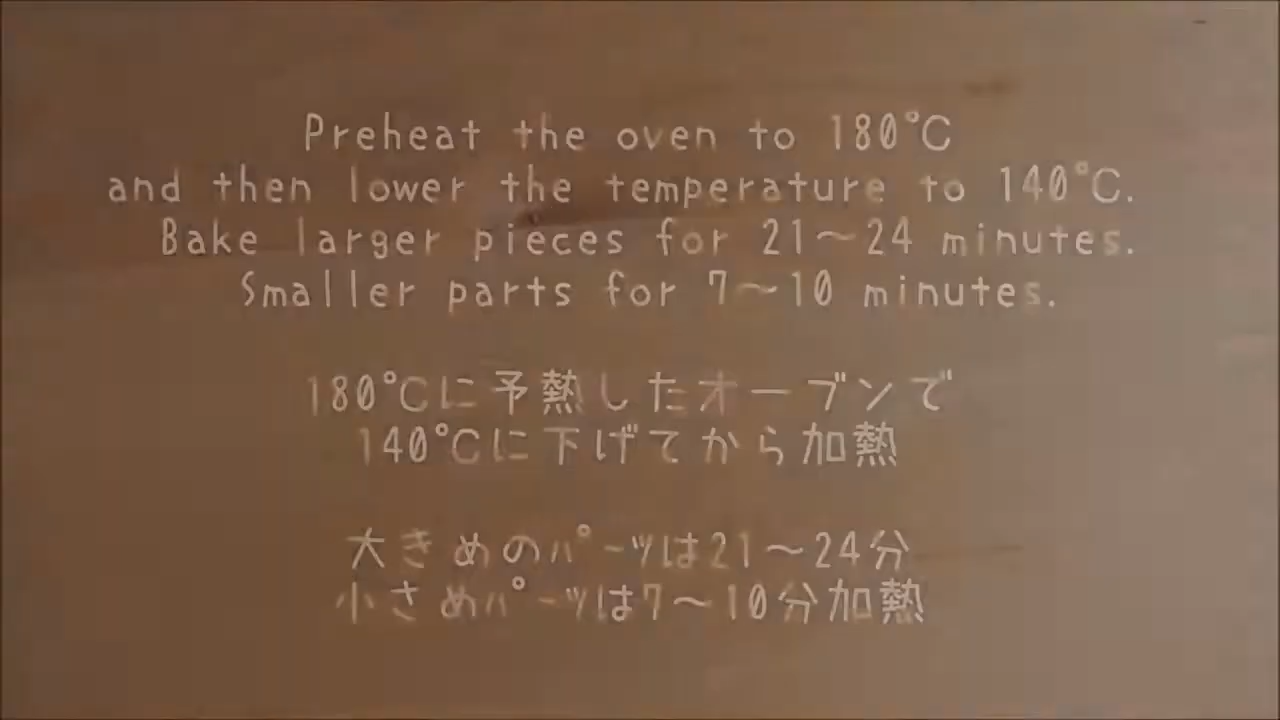 Preheat the oven to 180°C
and then lower the temperature to 140°C.
Bake larger pieces for 21～24 minutes.
Smaller parts for 7～10 minutes.
180℃に予熱したオーブンで
140℃に下げてから加熱
大きめのﾊﾟｰﾂは21～24分
小さめﾊﾟｰﾂは7～10分加熱